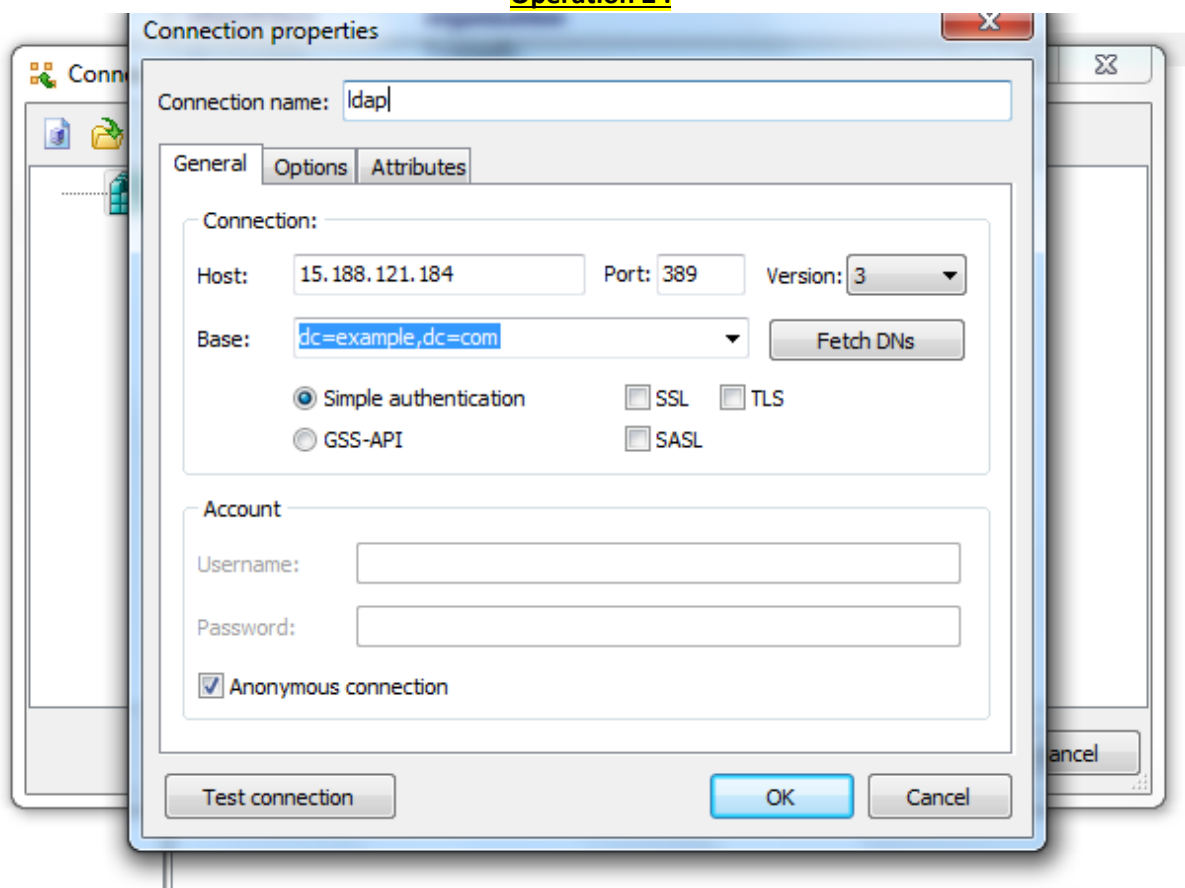 Connection properties
Conn
Connection name: ldap
General Options Attributes
Connection:
Host: 15.188.121.184 Port: 389 Version: 3
Base: dc=example,dc=com Fetch DNs
Simple authentication SSL TLS
GSS-API SASL
Account
Username:
Password:
Anonymous connection
ancel
Test connection OK Cancel